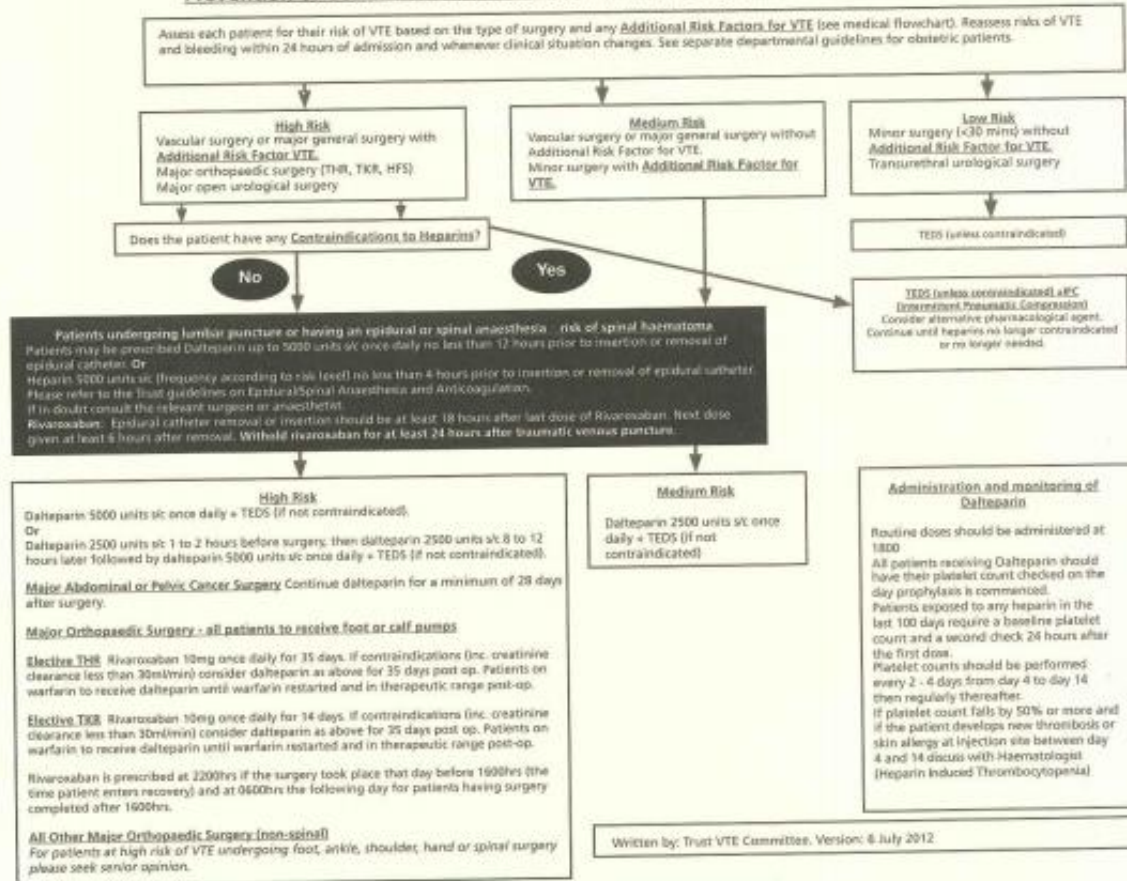 Assess each patient for their risk of VTE based on the type of surgery and any Additional Risk Factors for VTE (see medical flowchart). Reassess risks of VTE
and bleeding within 24 hours of admission and whenever clinical situation changes. See separate departmental guidelines for obstetric patients.
High Risk
Vascular surgery or major general surgery with
Additional Risk Factor VTE.
Major orthopaedic surgery (THR, TKR, HFS)
Major open urological surgery
Medium Risk
Vascular surgery or major general surgery without
Additional Risk Factor for VTE.
Minor surgery with Additional Risk Factor for
VTE.
Low Risk
Minor surgery (<30 mins) without
Additional Risk Factor for VTE.
Transurethral urological surgery
Does the patient have any Contraindications to Heparins?
TEDS (unless contraindicated)
No
Yes
TEDS (unless contraindicated) ±IPC
(Intermittent Pneumatic Compression)
Consider alternative pharmacological agent.
Continue until heparins no longer contraindicated
or no longer needed.
Patients undergoing lumbar puncture or having an epidural or spinal anaesthesia risk of spinal haematoma
Patients may be prescribed Dalteparin up to 5000 units s/c once daily no less than 12 hours prior to insertion or removal of
epidural catheter. Or
Heparin 5000 units s/c (frequency according to risk level) no less than 4 hours prior to insertion or removal of epidural catheter.
Please refer to the Trust guidelines on Epidural/Spinal Anaesthesia and Anticoagulation.
If in doubt consult the relevant surgeon or anaesthetist.
Rivaroxaban: Epidural catheter removal or insertion should be at least 18 hours after last dose of Rivaroxaban. Next dose
given at least 6 hours after removal. Withold rivaroxaban for at least 24 hours after traumatic venous puncture.
High Risk
Dalteparin 5000 units s/c once daily + TEDS (if not contraindicated).
Or
Dalteparin 2500 units s/c 1 to 2 hours before surgery, then dalteparin 2500 units s/c 8 to 12
hours later followed by dalteparin 5000 units s/c once daily + TEDS (if not contraindicated).
Major Abdominal or Pelvic Cancer Surgery Continue dalteparin for a minimum of 28 days
after surgery.
Major Orthopaedic Surgery - all patients to receive foot or calf pumps
Elective THR Rivaroxaban 10mg once daily for 35 days. If contraindications (inc. creatinine
clearance less than 30ml/min) consider dalteparin as above for 35 days post op. Patients on
warfarin to receive dalteparin until warfarin restarted and in therapeutic range post-op.
Elective TKR Rivaroxaban 10mg once daily for 14 days. If contraindications (inc. creatinine
clearance less than 30ml/min) consider dalteparin as above for 35 days post op. Patients on
warfarin to receive dalteparin until warfarin restarted and in therapeutic range post-op.
Rivaroxaban is prescribed at 2200hrs if the surgery took place that day before 1600hrs (the
time patient enters recovery) and at 0600hrs the following day for patients having surgery
completed after 1600hrs.
All Other Major Orthopaedic Surgery (non-spinal)
For patients at high risk of VTE undergoing foot, ankle, shoulder, hand or spinal surgery
please seek senior opinion.
Medium Risk
Dalteparin 2500 units s/c once
daily + TEDS (if not
contraindicated)
Administration and monitoring of
Dalteparin
Routine doses should be administered at
1800
All patients receiving Dalteparin should
have their platelet count checked on the
day prophylaxis is commenced.
Patients exposed to any heparin in the
last 100 days require a baseline platelet
count and a second check 24 hours after
the first dose.
Platelet counts should be performed
every 2 - 4 days from day 4 to day 14
then regularly thereafter.
If platelet count falls by 50% or more and
if the patient develops new thrombosis or
skin allergy at injection site between day
4 and 14 discuss with Haematologist
(Heparin Induced Thrombocytopenia)
Written by: Trust VTE Committee. Version: 6 July 2012